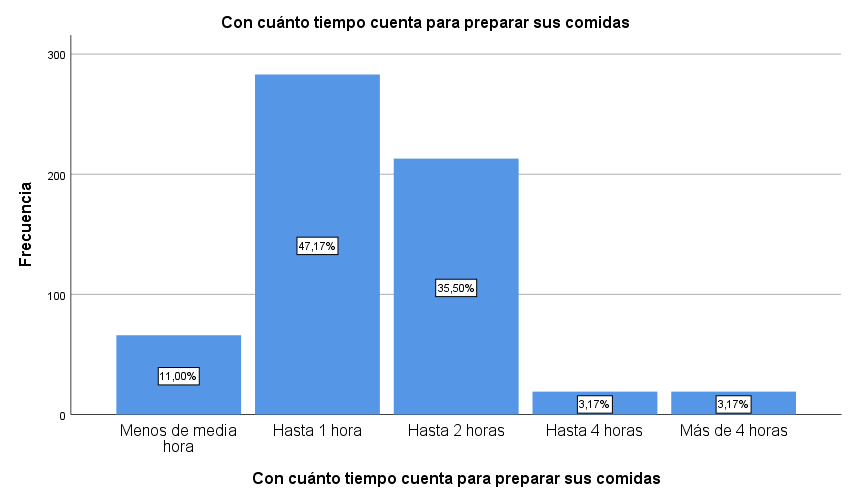 Con cuánto tiempo cuenta para preparar sus comidas
Frecuencia
300
200
100
0
11,00%
47,17%
35,50%
3,17%
3,17%
Menos de media
hora
Hasta 1 hora
Hasta 2 horas
Hasta 4 horas
Más de 4 horas
Con cuánto tiempo cuenta para preparar sus comidas